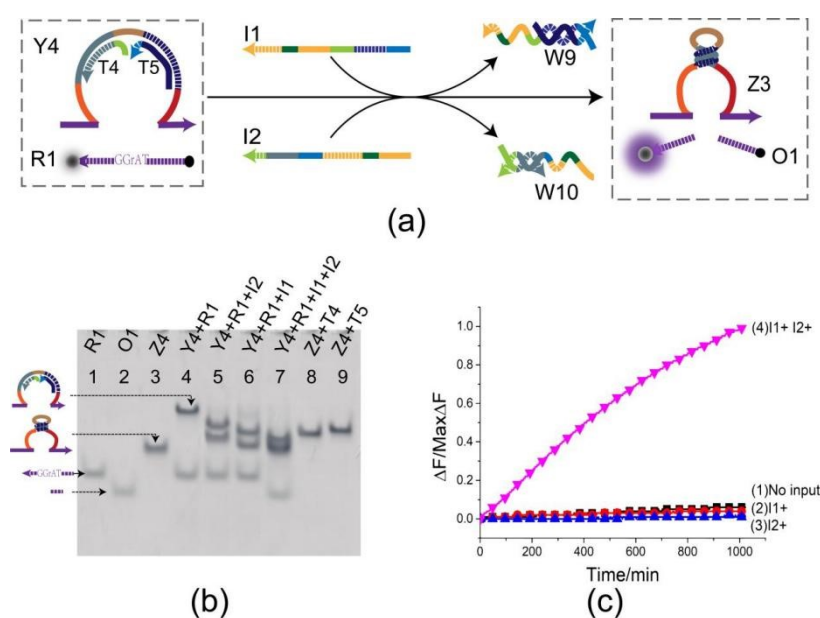 Y4
T4
T5
R1
GGrAT
I1
I2
W9
W10
Z3
O1
(a)
R1
O1
Z4
Y4+R1
Y4+R1+I2
Y4+R1+I1
Y4+R1+I1+I2
Z4+T4
Z4+T5
1 2 3 4 5 6 7 8 9
GGrAT
(b)
ΔF/MaxΔF
1.0
0.8
0.6
0.4
0.2
0.0
0 200 400 600 800 1000
Time/min
(4)I1+ I2+
(1)No input
(2)I1+
(3)I2+
(c)